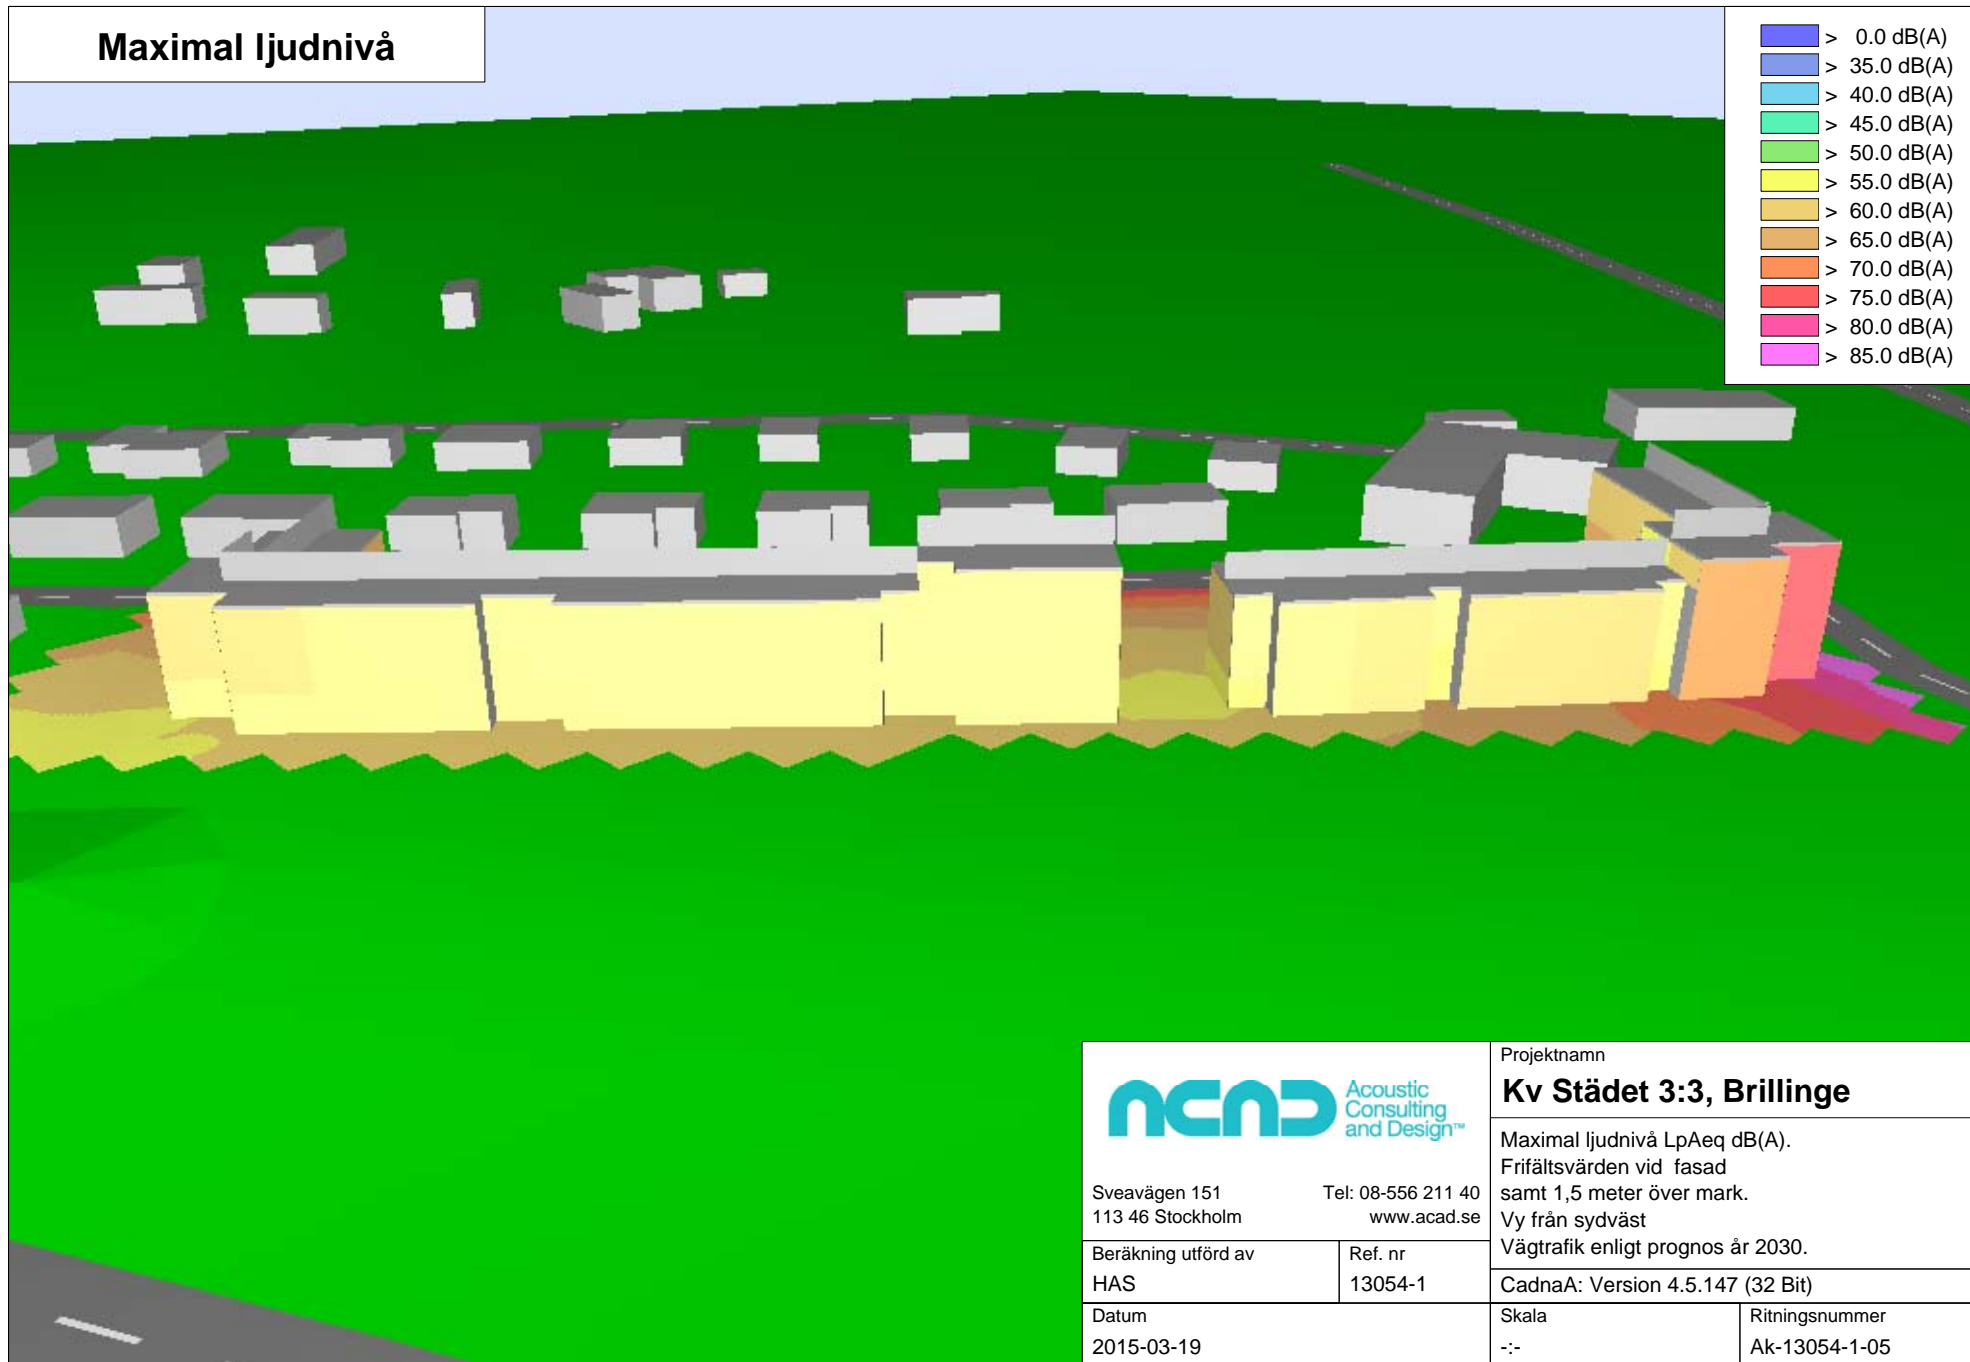 Maximal ljudnivå
> 0.0 dB(A)
> 35.0 dB(A)
> 40.0 dB(A)
> 45.0 dB(A)
> 50.0 dB(A)
> 55.0 dB(A)
> 60.0 dB(A)
> 65.0 dB(A)
> 70.0 dB(A)
> 75.0 dB(A)
> 80.0 dB(A)
> 85.0 dB(A)
ACAD
Acoustic
Consulting
and Design™
Sveavägen 151 Tel: 08-556 211 40
113 46 Stockholm www.acad.se
Projektnamn
Kv Städet 3:3, Brillinge
Maximal ljudnivå LpAeq dB(A).
Frifältsvärden vid fasad
samt 1,5 meter över mark.
Vy från sydväst
Vägtrafik enligt prognos år 2030.
Beräkning utförd av
HAS
Ref. nr
13054-1
CadnaA: Version 4.5.147 (32 Bit)
Datum
2015-03-19
Skala
-:-
Ritningsnummer
Ak-13054-1-05